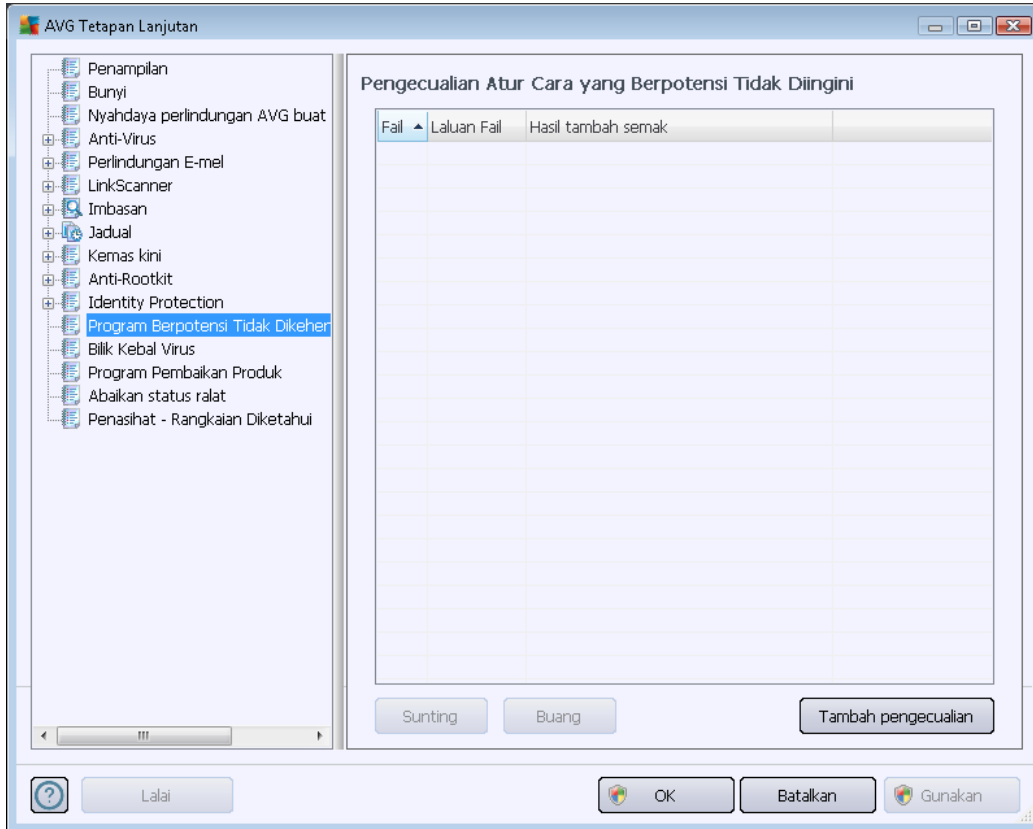 AVG Tetapan Lanjutan
Penampilan
Bunyi
Nyahdaya perlindungan AVG buat
Anti-Virus
Perlindungan E-mel
LinkScanner
Imbasan
Jadual
Kemas kini
Anti-Rootkit
Identity Protection
Program Berpotensi Tidak Dikeher
Bilik Kebal Virus
Program Pembaikan Produk
Abaikan status ralat
Penasihat - Rangkaian Diketahui
Pengecualian Atur Cara yang Berpotensi Tidak Diingini
Fail Laluan Fail Hasil tambah semak
Sunting Buang Tambah pengecualian
Lalai OK Batalkan Gunakan